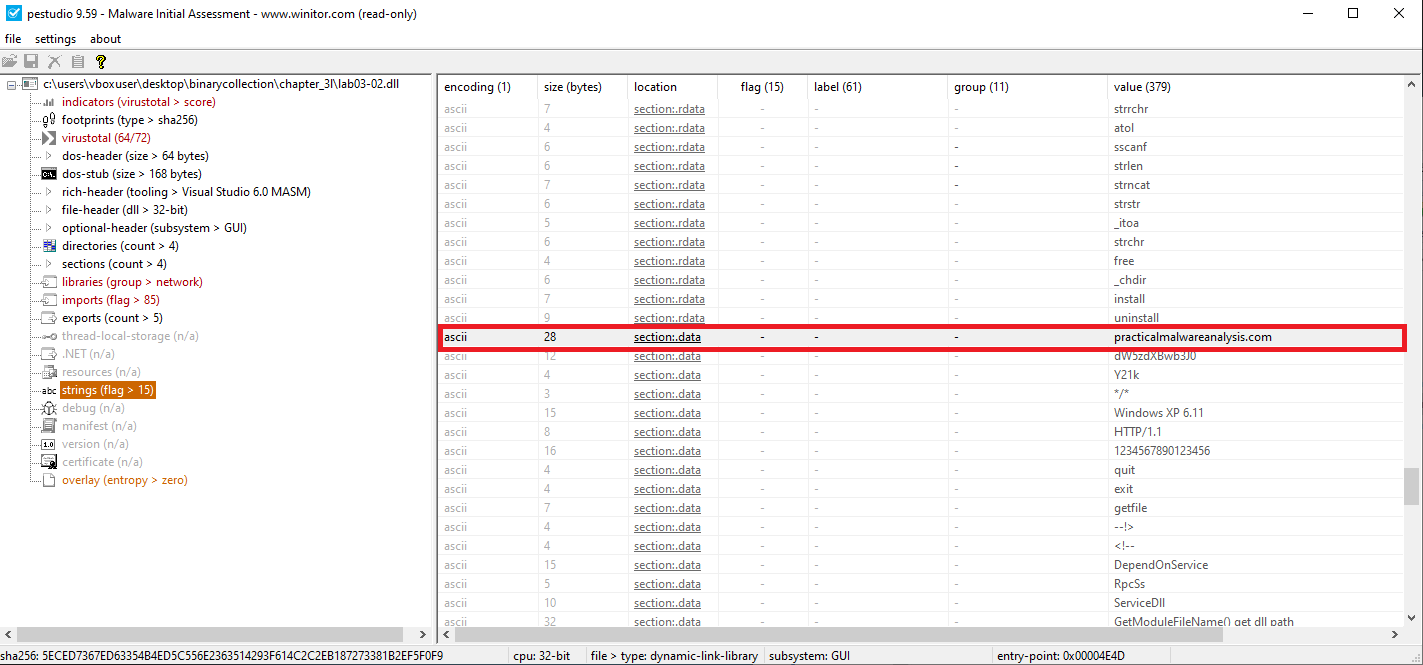 pestudio 9.59 - Malware Initial Assessment - www.winitor.com (read-only)
file settings about
c:\users\vboxuser\desktop\binarycollection\chapter_3l\lab03-02.dll
indicators (virustotal > score)
footprints (type > sha256)
virustotal (64/72)
dos-header (size > 64 bytes)
dos-stub (size > 168 bytes)
rich-header (tooling > Visual Studio 6.0 MASM)
file-header (dll > 32-bit)
optional-header (subsystem > GUI)
directories (count > 4)
sections (count > 4)
libraries (group > network)
imports (flag > 85)
exports (count > 5)
thread-local-storage (n/a)
.NET (n/a)
resources (n/a)
abc strings (flag > 15)
debug (n/a)
manifest (n/a)
1.0 version (n/a)
certificate (n/a)
overlay (entropy > zero)
encoding (1) size (bytes) location flag (15) label (61) group (11) value (379)
ascii 7 section:.rdata - - - strrchr
ascii 4 section:.rdata - - - atol
ascii 6 section:.rdata - - - sscanf
ascii 6 section:.rdata - - - strlen
ascii 7 section:.rdata - - - strncat
ascii 6 section:.rdata - - - strstr
ascii 5 section:.rdata - - - _itoa
ascii 6 section:.rdata - - - strchr
ascii 4 section:.rdata - - - free
ascii 6 section:.rdata - - - _chdir
ascii 7 section:.rdata - - - install
ascii 9 section:.rdata - - - uninstall
ascii 28 section:.data - - - practicalmalwareanalysis.com
ascii 12 section:.data - - - dW5zdXBwb3J0
ascii 4 section:.data - - - Y21k
ascii 3 section:.data - - - */*
ascii 15 section:.data - - - Windows XP 6.11
ascii 8 section:.data - - - HTTP/1.1
ascii 16 section:.data - - - 1234567890123456
ascii 4 section:.data - - - quit
ascii 4 section:.data - - - exit
ascii 7 section:.data - - - getfile
ascii 4 section:.data - - - --!>
ascii 4 section:.data - - - <!--
ascii 15 section:.data - - - DependOnService
ascii 5 section:.data - - - RpcSs
ascii 10 section:.data - - - ServiceDll
ascii 32 section:.data - - - GetModuleFileName() get dll path
sha256: 5ECED7367ED63354B4ED5C556E2363514293F614C2C2EB187273381B2EF5F0F9 cpu: 32-bit file > type: dynamic-link-library subsystem: GUI entry-point: 0x00004E4D